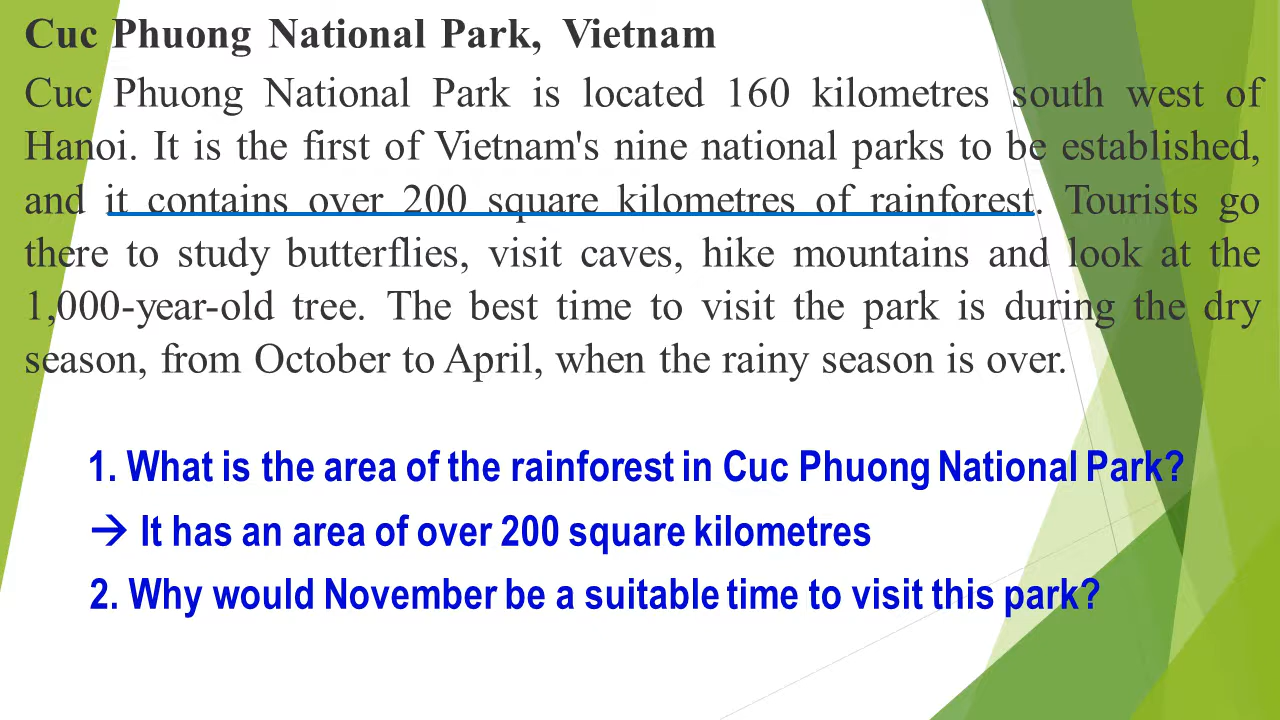 Cuc Phuong National Park, Vietnam
Cuc Phuong National Park is located 160 kilometres south west of
Hanoi. It is the first of Vietnam's nine national parks to be established,
and it contains over 200 square kilometres of rainforest. Tourists go
there to study butterflies, visit caves, hike mountains and look at the
1,000-year-old tree. The best time to visit the park is during the dry
season, from October to April, when the rainy season is over.
1. What is the area of the rainforest in Cuc Phuong National Park?
→ It has an area of over 200 square kilometres
2. Why would November be a suitable time to visit this park?